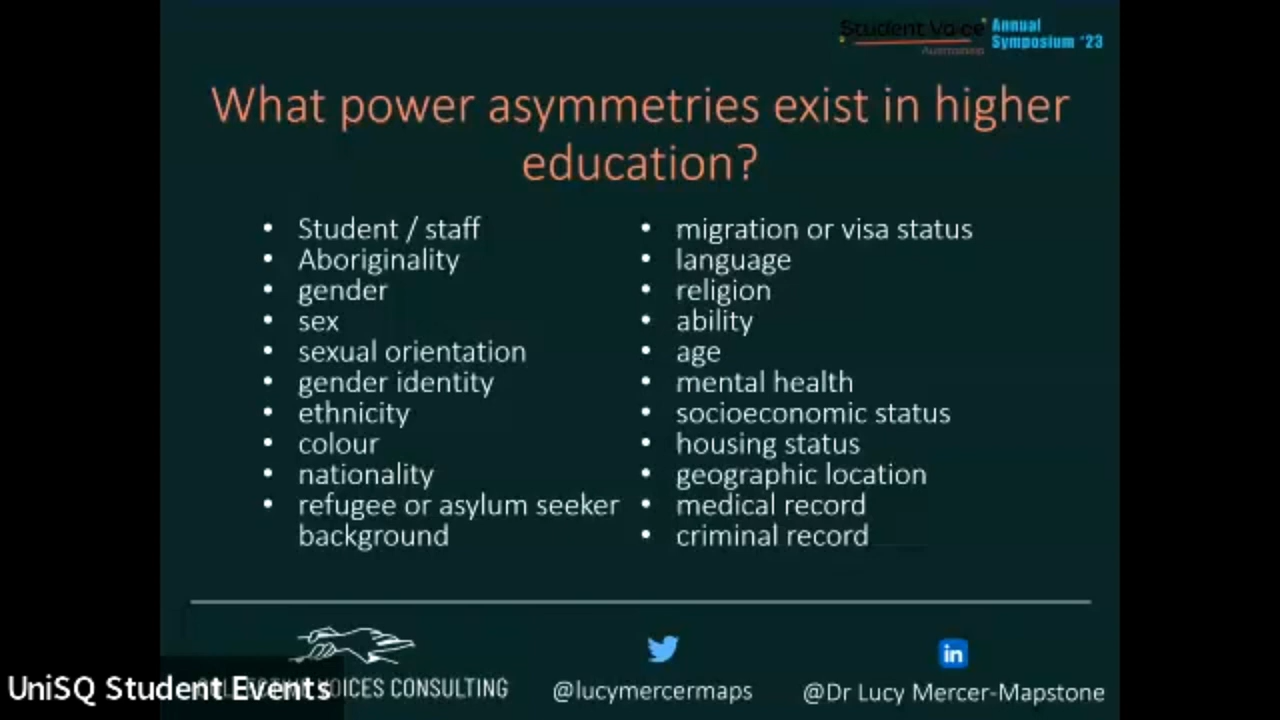 Student Voice Annual
Australia Symposium '23
What power asymmetries exist in higher
education?
• Student / staff
• Aboriginality
• gender
• sex
• sexual orientation
• gender identity
• ethnicity
• colour
• nationality
• refugee or asylum seeker
background
• migration or visa status
• language
• religion
• ability
• age
• mental health
• socioeconomic status
• housing status
• geographic location
• medical record
• criminal record
UniSQ Student Events
VOICES CONSULTING
@lucymercermaps
in
@Dr Lucy Mercer-Mapstone